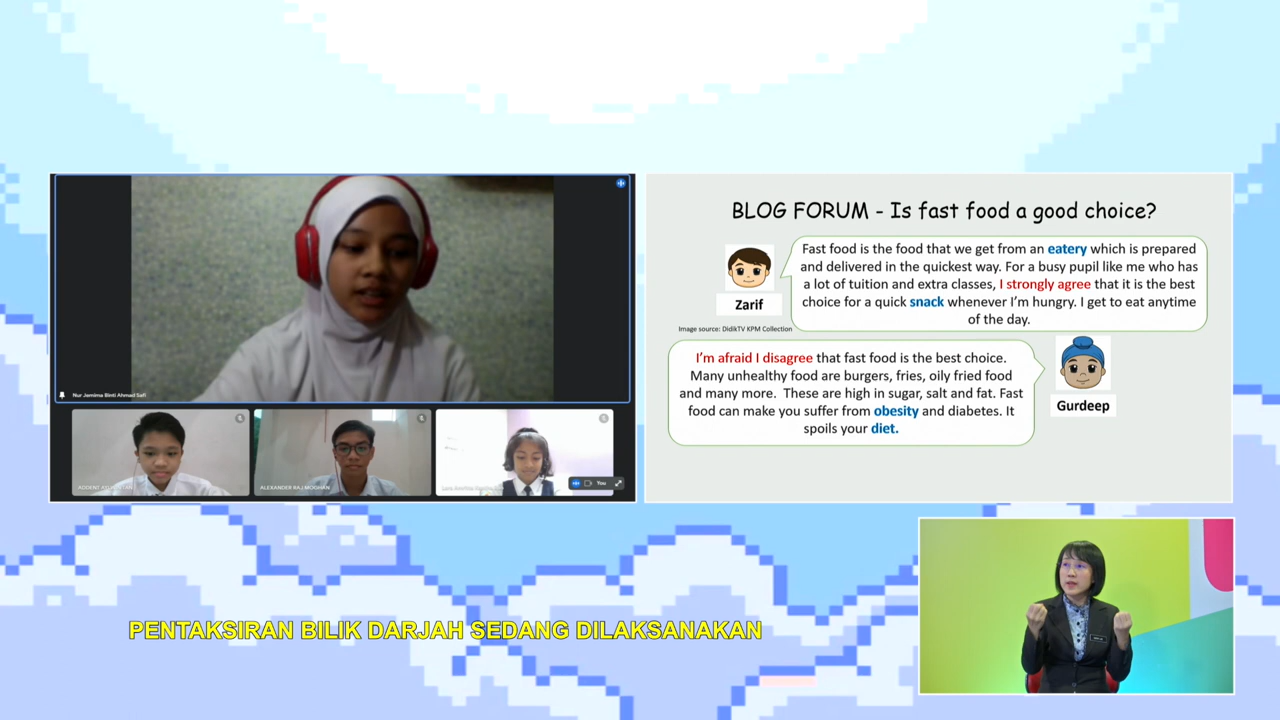 BLOG FORUM - Is fast food a good choice?
Fast food is the food that we get from an eatery which is prepared
and delivered in the quickest way. For a busy pupil like me who has
a lot of tuition and extra classes, I strongly agree that it is the best
choice for a quick snack whenever I'm hungry. I get to eat anytime
of the day.
Zarif
Image source: DidikTV KPM Collection
I'm afraid I disagree that fast food is the best choice.
Many unhealthy food are burgers, fries, oily fried food
and many more. These are high in sugar, salt and fat. Fast
food can make you suffer from obesity and diabetes. It
spoils your diet.
Gurdeep
Nur Jemima Binti Ahmad Safi
ALEXANDER RAJ MOGHAN
You
PENTAKSIRAN BILIK DARJAH SEDANG DILAKSANAKAN